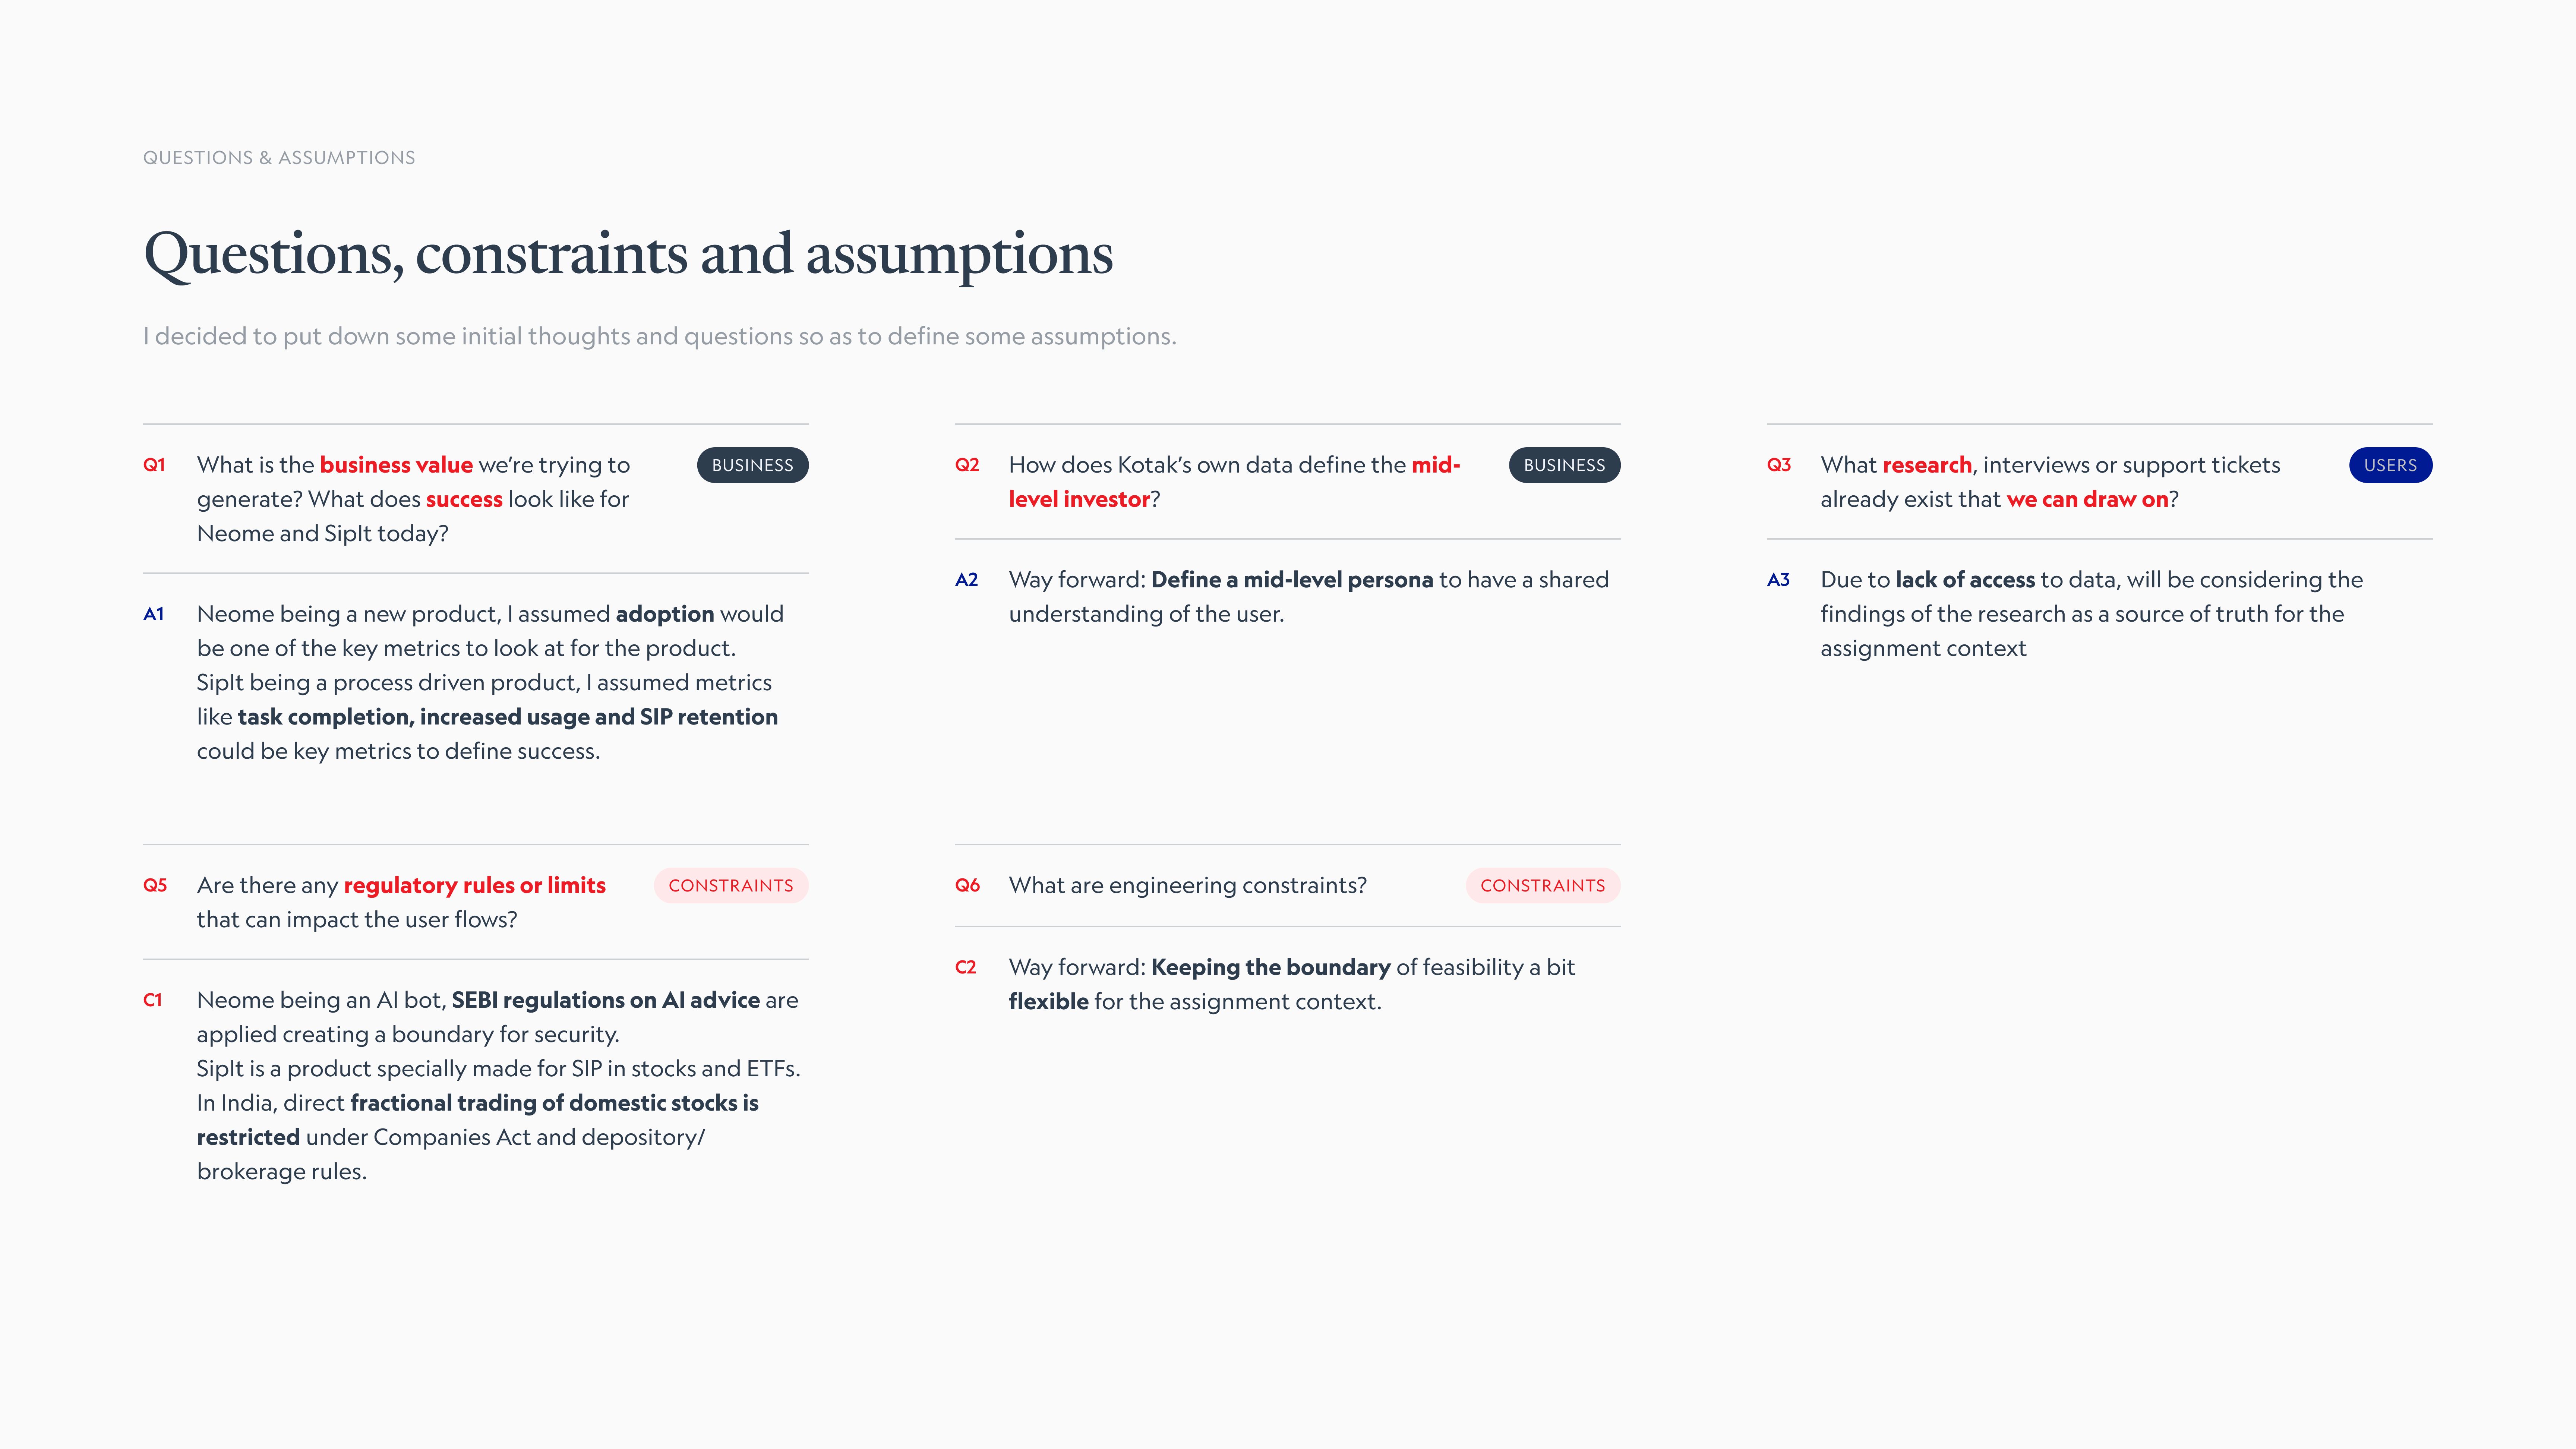 QUESTIONS & ASSUMPTIONS
Questions, constraints and assumptions
I decided to put down some initial thoughts and questions so as to define some assumptions.
Q1
What is the business value we’re trying to
generate? What does success look like for
Neome and SipIt today?
BUSINESS
A1
Neome being a new product, I assumed adoption would
be one of the key metrics to look at for the product.
SipIt being a process driven product, I assumed metrics
like task completion, increased usage and SIP retention
could be key metrics to define success.
Q2
How does Kotak’s own data define the mid-
level investor?
BUSINESS
A2
Way forward: Define a mid-level persona to have a shared
understanding of the user.
Q3
What research, interviews or support tickets
already exist that we can draw on?
USERS
A3
Due to lack of access to data, will be considering the
findings of the research as a source of truth for the
assignment context
Q5
Are there any regulatory rules or limits
that can impact the user flows?
CONSTRAINTS
C1
Neome being an AI bot, SEBI regulations on AI advice are
applied creating a boundary for security.
SipIt is a product specially made for SIP in stocks and ETFs.
In India, direct fractional trading of domestic stocks is
restricted under Companies Act and depository/
brokerage rules.
Q6
What are engineering constraints?
CONSTRAINTS
C2
Way forward: Keeping the boundary of feasibility a bit
flexible for the assignment context.